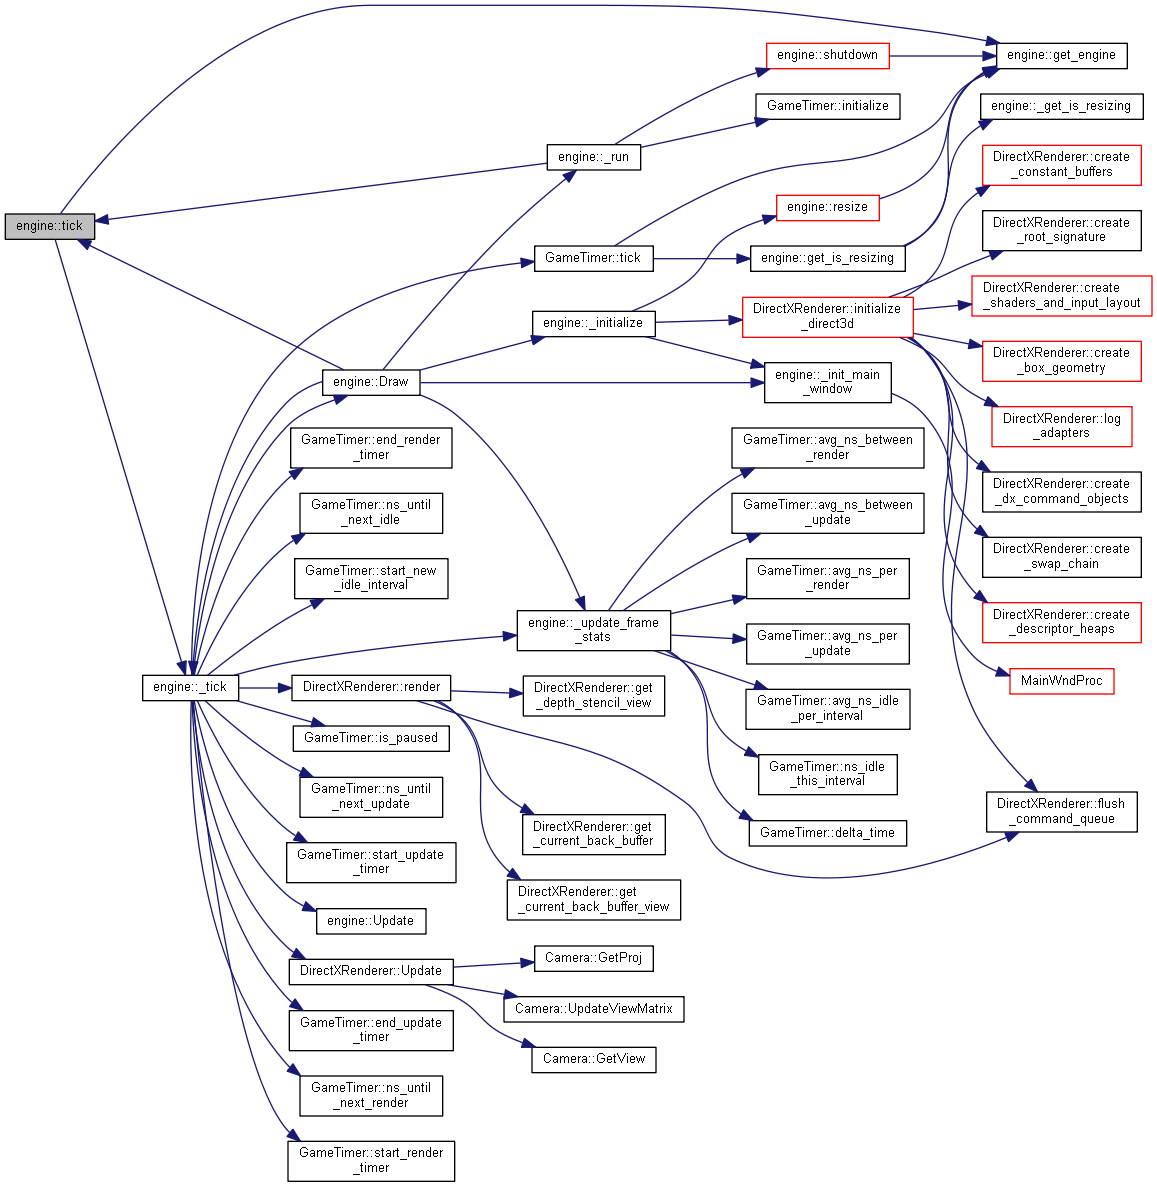 engine::get_engine
engine::shutdown
GameTimer::initialize
engine::_get_is_resizing
engine::_run
DirectXRenderer::create
_constant_buffers
engine::resize
engine::tick
DirectXRenderer::create
_root_signature
GameTimer::tick
engine::get_is_resizing
DirectXRenderer::create
_shaders_and_input_layout
DirectXRenderer::initialize
_direct3d
engine::_initialize
DirectXRenderer::create
_box_geometry
engine::Draw
engine::_init_main
_window
DirectXRenderer::log
_adapters
GameTimer::end_render
_timer
GameTimer::avg_ns_between
_render
DirectXRenderer::create
_dx_command_objects
GameTimer::ns_until
_next_idle
GameTimer::avg_ns_between
_update
DirectXRenderer::create
_swap_chain
GameTimer::start_new
_idle_interval
GameTimer::avg_ns_per
_render
DirectXRenderer::create
_descriptor_heaps
engine::_update_frame
_stats
GameTimer::avg_ns_per
_update
MainWndProc
engine::_tick
DirectXRenderer::render
DirectXRenderer::get
_depth_stencil_view
GameTimer::avg_ns_idle
_per_interval
GameTimer::is_paused
GameTimer::ns_idle
_this_interval
GameTimer::ns_until
_next_update
DirectXRenderer::flush
_command_queue
DirectXRenderer::get
_current_back_buffer
GameTimer::delta_time
GameTimer::start_update
_timer
DirectXRenderer::get
_current_back_buffer_view
engine::Update
Camera::GetProj
DirectXRenderer::Update
Camera::UpdateViewMatrix
GameTimer::end_update
_timer
Camera::GetView
GameTimer::ns_until
_next_render
GameTimer::start_render
_timer